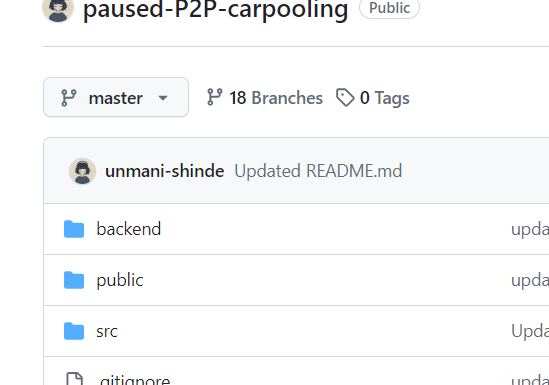 paused-P2P-carpooling Public
master 18 Branches 0 Tags
unmani-shinde Updated README.md
backend upda
public upda
src Upda
.gitignore upda